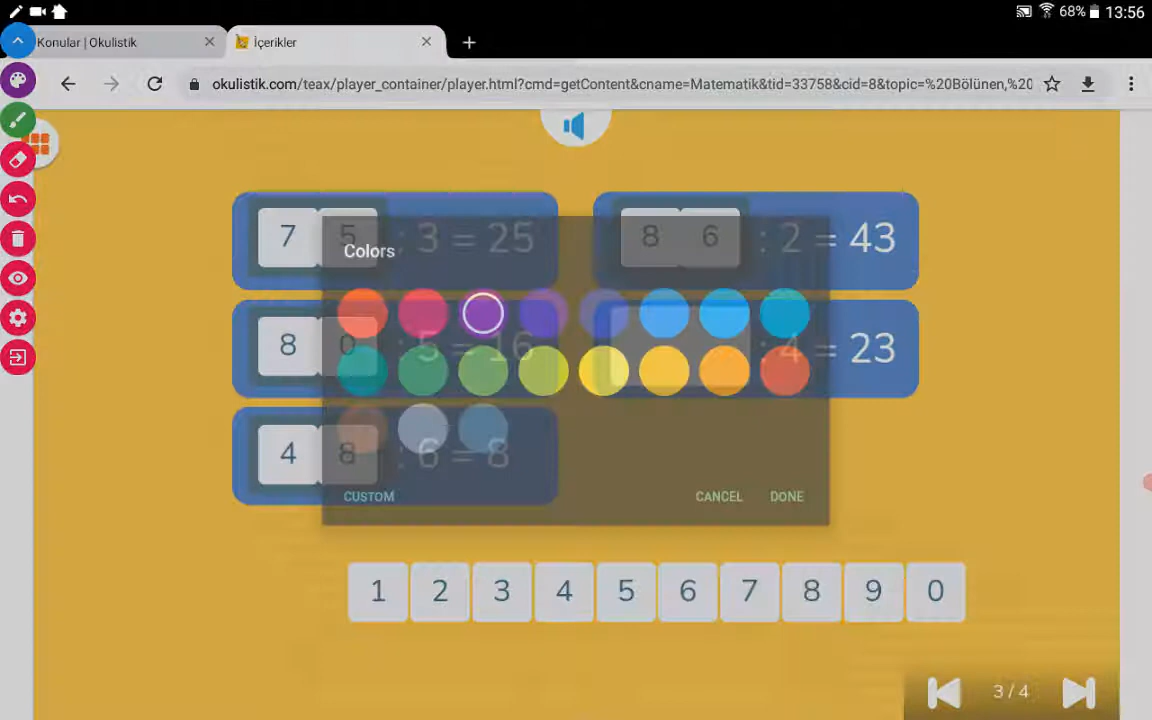 68% 13:56
Konular | Okulistik
İçerikler
okulistik.com/teax/player_container/player.html?cmd=getContent&cname=Matematik&tid=33758&cid=8&topic=%20Bölünen,%20
7 5 : 3 = 25
8 6 : 2 = 43
Colors
8 0 : 5 = 16
: 4 = 23
4 8 : 6 = 8
CUSTOM CANCEL DONE
1 2 3 4 5 6 7 8 9 0
3 / 4